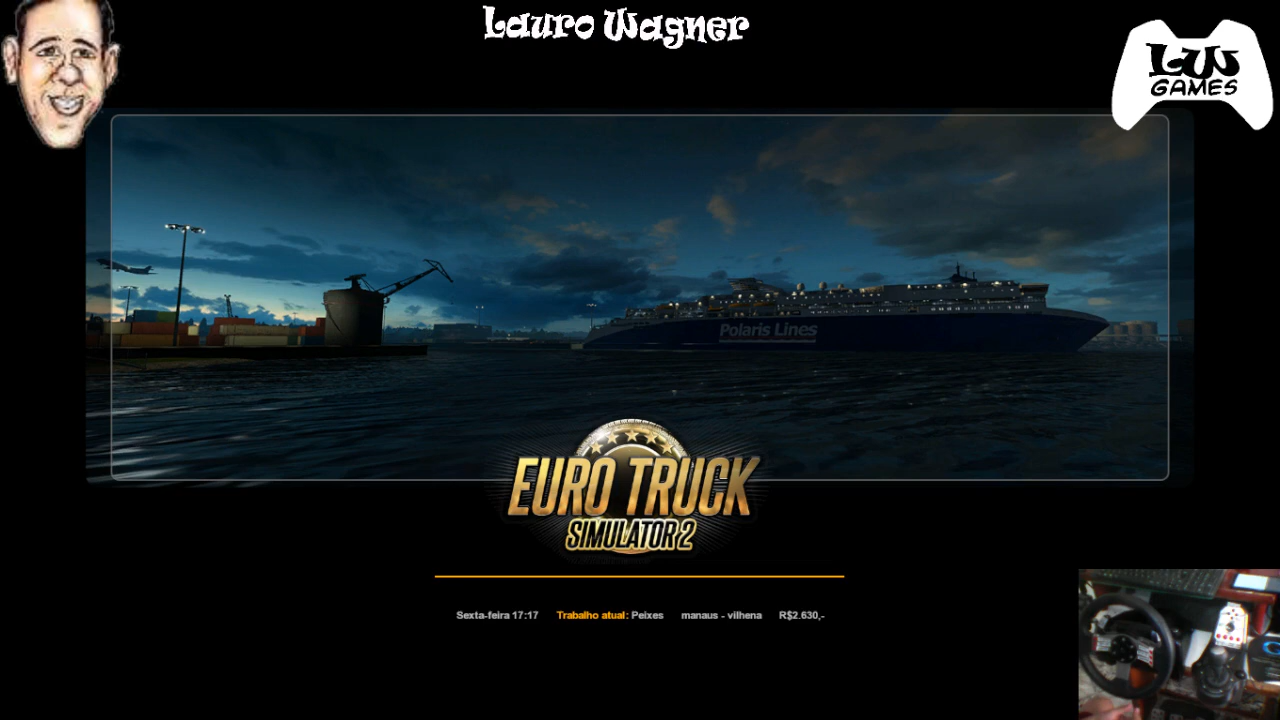 Lauro Wagner
LW
GAMES
Polaris Lines
EURO TRUCK
SIMULATOR 2
Sexta-feira 17:17 Trabalho atual: Peixes manaus - vilhena R$2.630,-
G